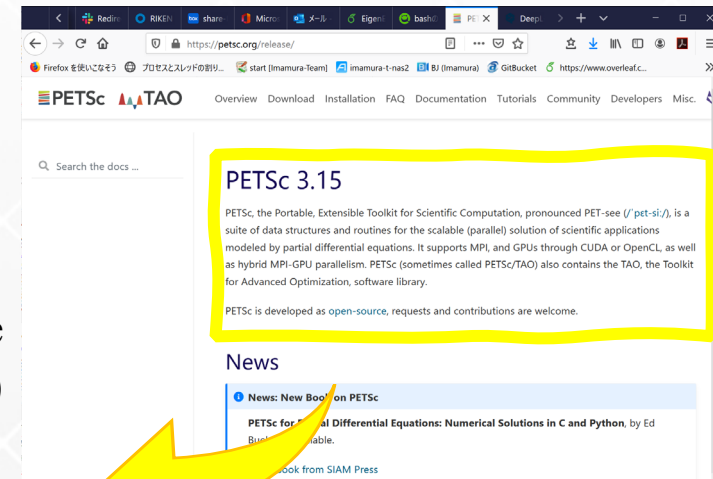 Redire
RIKEN
share-
Micros
メール
Eigen
bash
PET
DeepL
https://petsc.org/release/
Firefox を使いこなそう プロセスとスレッドの割り... start [Imamura-Team] imamura-t-nas2 BJ (Imamura) GitBucket https://www.overleaf.c...
PETSc TAO
Overview Download Installation FAQ Documentation Tutorials Community Developers Misc.
Search the docs ...
PETSc 3.15
PETSc, the Portable, Extensible Toolkit for Scientific Computation, pronounced PET-see (/ˈpɛt-siː/), is a
suite of data structures and routines for the scalable (parallel) solution of scientific applications
modeled by partial differential equations. It supports MPI, and GPUs through CUDA or OpenCL, as well
as hybrid MPI-GPU parallelism. PETSc (sometimes called PETSc/TAO) also contains the TAO, the Toolkit
for Advanced Optimization, software library.
PETSc is developed as open-source, requests and contributions are welcome.
News
News: New Book on PETSc
PETSc for Partial Differential Equations: Numerical Solutions in C and Python, by Ed
ook from SIAM Press